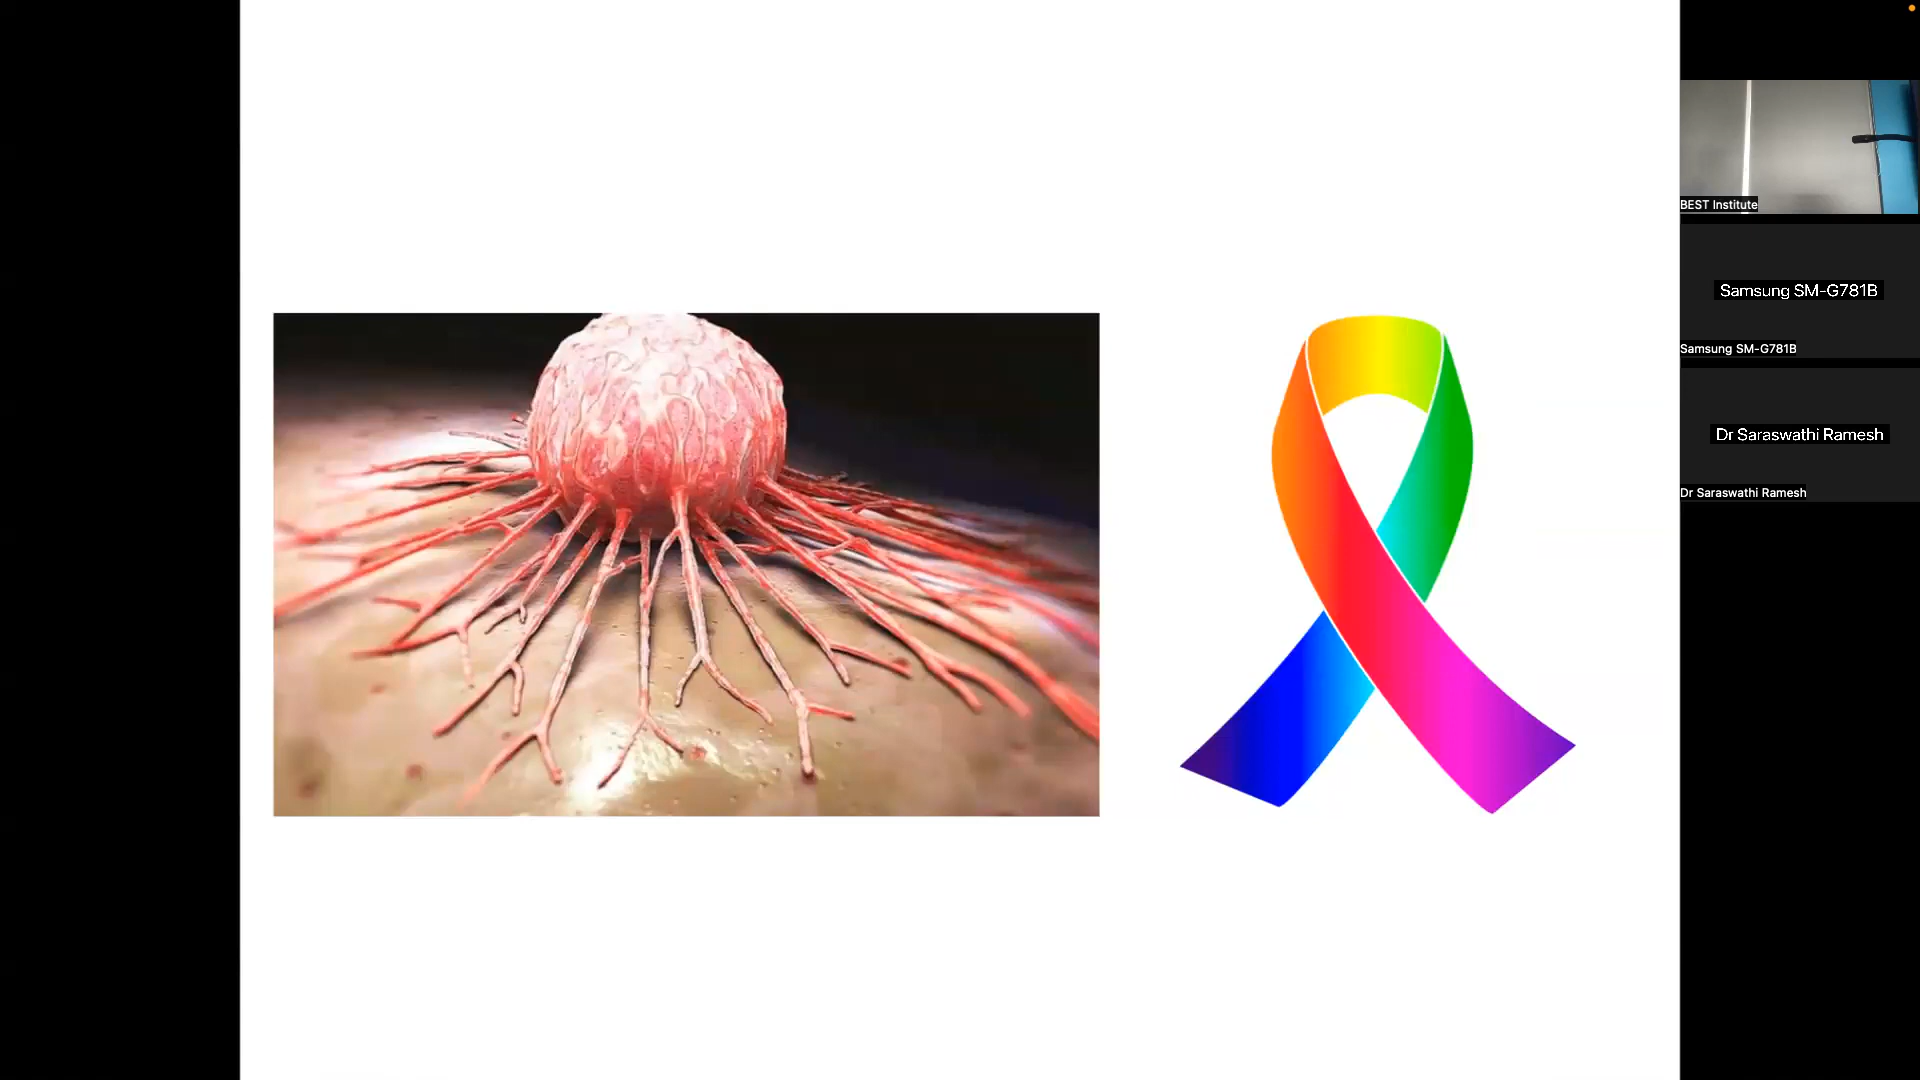 BEST Institute
Samsung SM-G781B
Samsung SM-G781B
Dr Saraswathi Ramesh
Dr Saraswathi Ramesh